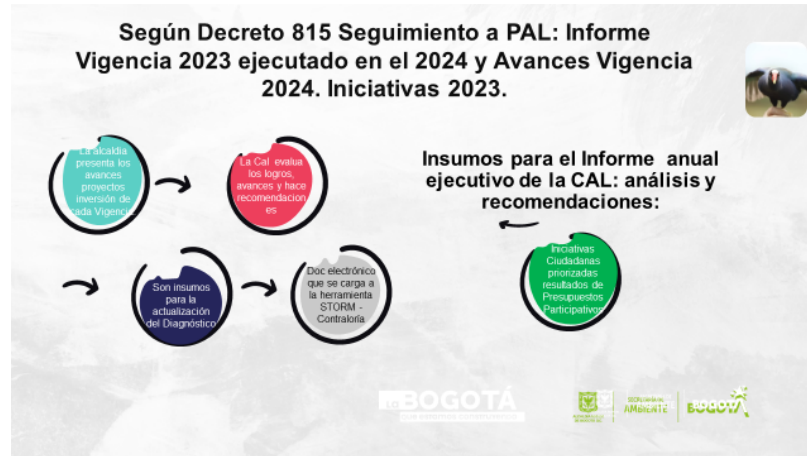 Según Decreto 815 Seguimiento a PAL: Informe
Vigencia 2023 ejecutado en el 2024 y Avances Vigencia
2024. Iniciativas 2023.
La alcaldía
presenta los
avances
proyectos
inversión de
cada Vigencia
La Cal evalua
los logros,
avances y hace
recomendacion
es
Insumos para el Informe anual
ejecutivo de la CAL: análisis y
recomendaciones:
Son insumos
para la
actualización
del Diagnóstico
Doc electrónico
que se carga a
la herramienta
STORM -
Contraloría
Iniciativas
Ciudadanas
priorizadas
resultados de
Presupuestos
Participativos
BOGOTÁ
AMBIENTE
BOGOTÁ